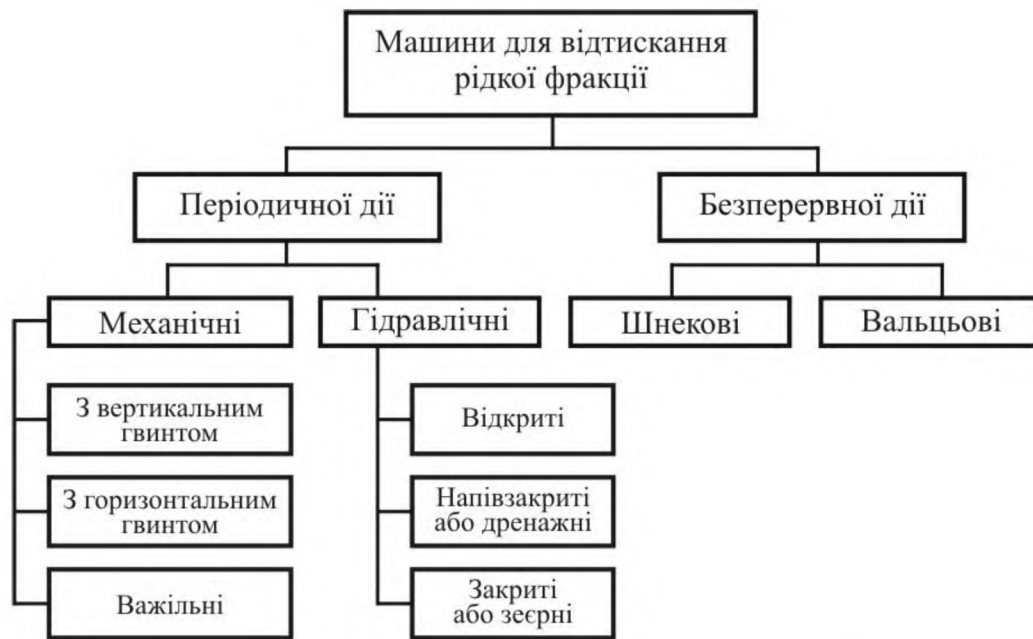 Машини для відтискання
рідкої фракції
Періодичної дії
Безперервної дії
Механічні
Гідравлічні
Шнекові
Вальцьові
З вертикальним
гвинтом
Відкриті
З горизонтальним
гвинтом
Напівзакриті
або дренажні
Важільні
Закриті
або зеєрні